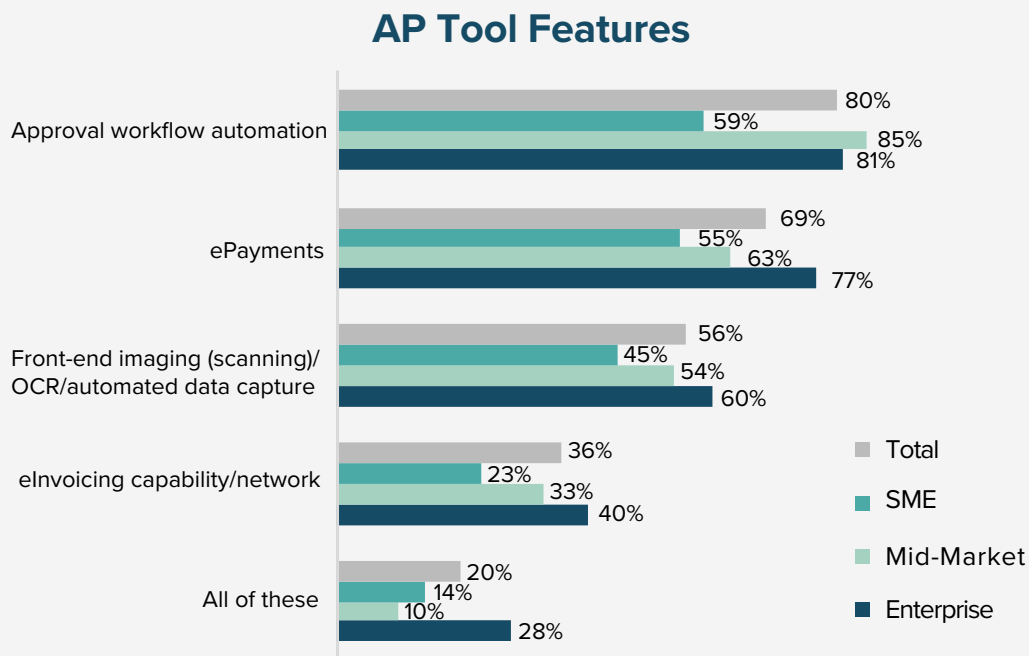 AP Tool Features
Approval workflow automation
80%
59%
85%
81%
ePayments
69%
55%
63%
77%
Front-end imaging (scanning)/
OCR/automated data capture
56%
45%
54%
60%
eInvoicing capability/network
36%
23%
33%
40%
All of these
20%
14%
10%
28%
Total
SME
Mid-Market
Enterprise